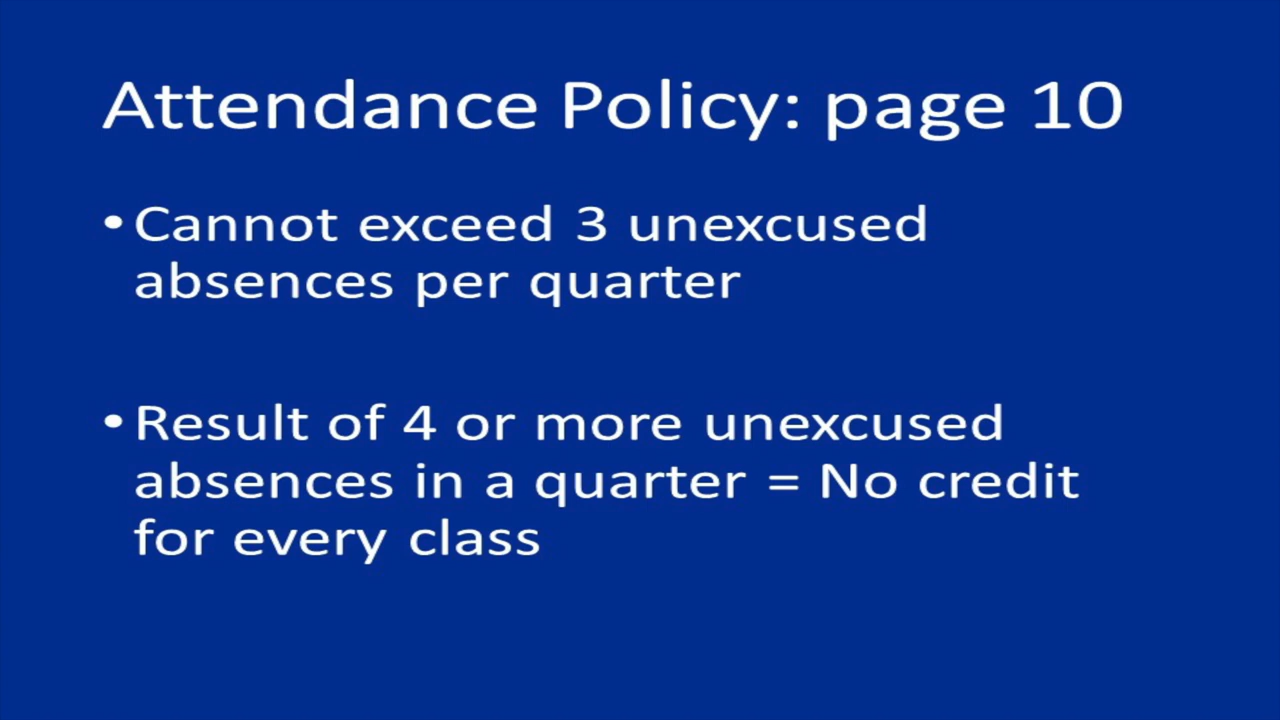 Attendance Policy: page 10
• Cannot exceed 3 unexcused
absences per quarter
• Result of 4 or more unexcused
absences in a quarter = No credit
for every class